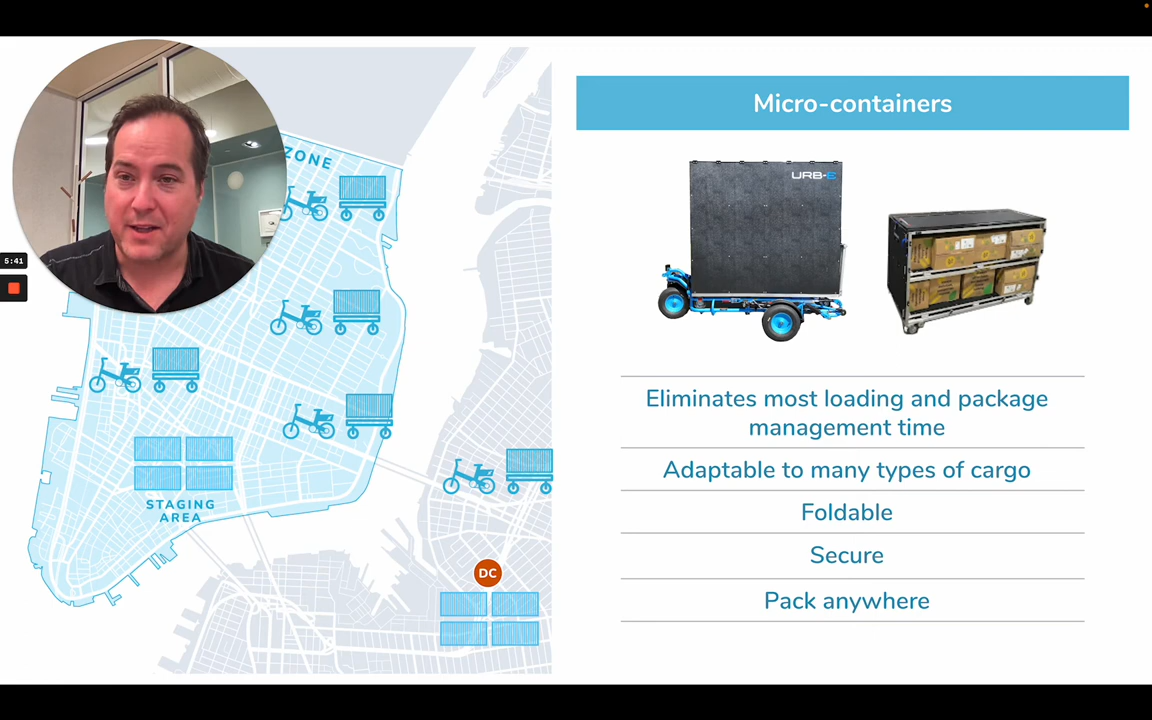 ZONE
5:41
STAGING
AREA
DC
Micro-containers
URB-E
Eliminates most loading and package
management time
Adaptable to many types of cargo
Foldable
Secure
Pack anywhere